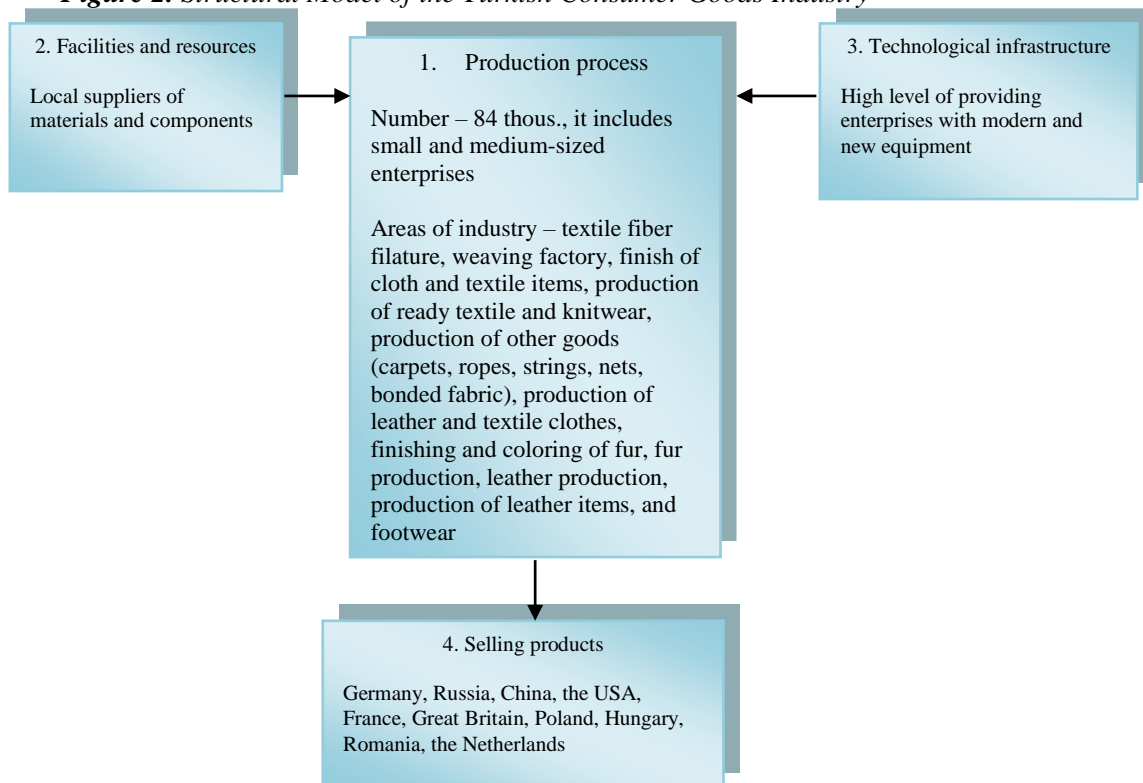 Figure 2. Structural Model of the Turkish Consumer Goods Industry
2. Facilities and resources
Local suppliers of
materials and components
1. Production process
Number – 84 thous., it includes
small and medium-sized
enterprises
Areas of industry – textile fiber
filature, weaving factory, finish of
cloth and textile items, production
of ready textile and knitwear,
production of other goods
(carpets, ropes, strings, nets,
bonded fabric), production of
leather and textile clothes,
finishing and coloring of fur, fur
production, leather production,
production of leather items, and
footwear
3. Technological infrastructure
High level of providing
enterprises with modern and
new equipment
4. Selling products
Germany, Russia, China, the USA,
France, Great Britain, Poland, Hungary,
Romania, the Netherlands